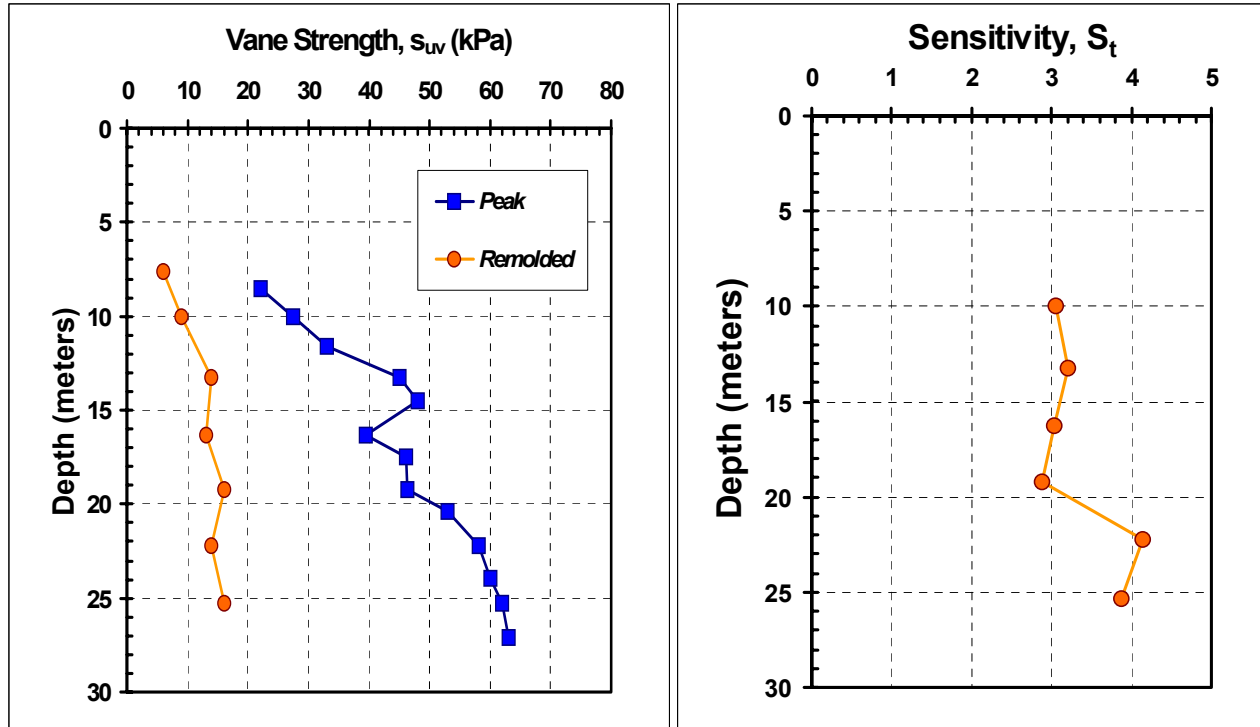 Vane Strength, suv (kPa)
0 10 20 30 40 50 60 70 80
0
5
10
15
20
25
30
Depth (meters)
Peak
Remolded
Sensitivity, St
0 1 2 3 4 5
0
5
10
15
20
25
30
Depth (meters)